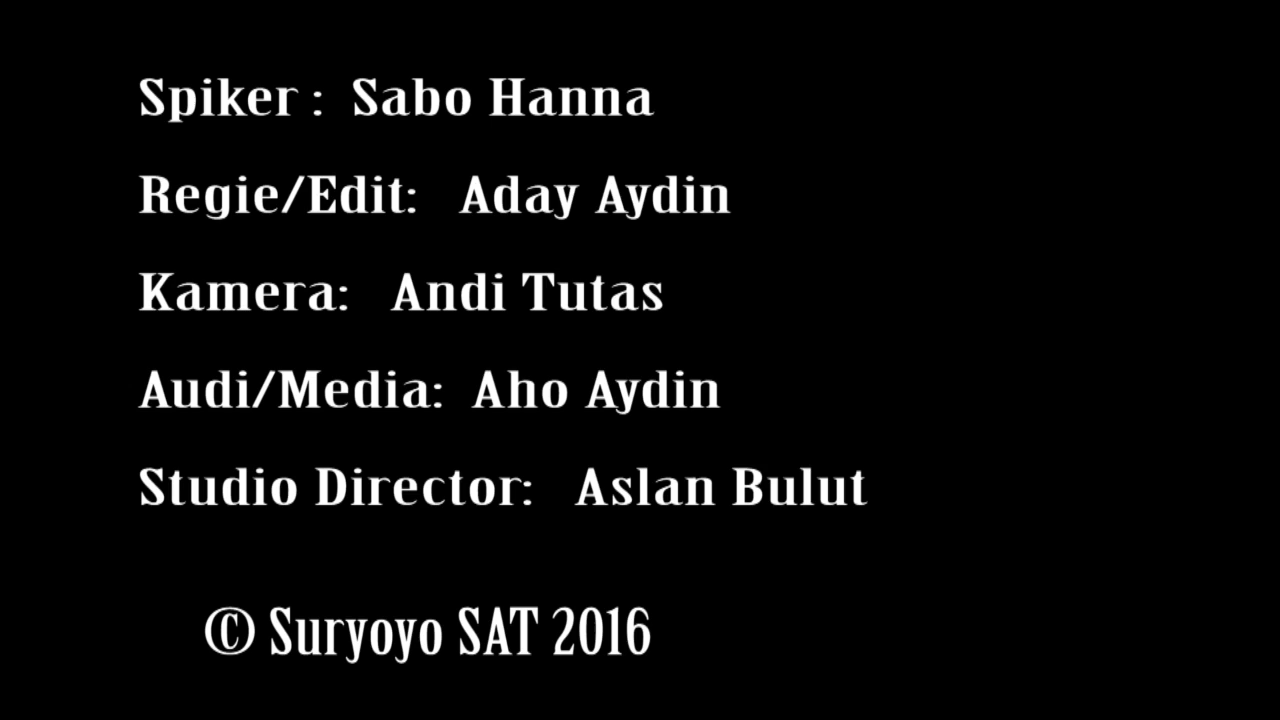 Spiker : Sabo Hanna
Regie/Edit: Aday Aydin
Kamera: Andi Tutas
Audi/Media: Aho Aydin
Studio Director: Aslan Bulut
© Suryoyo SAT 2016